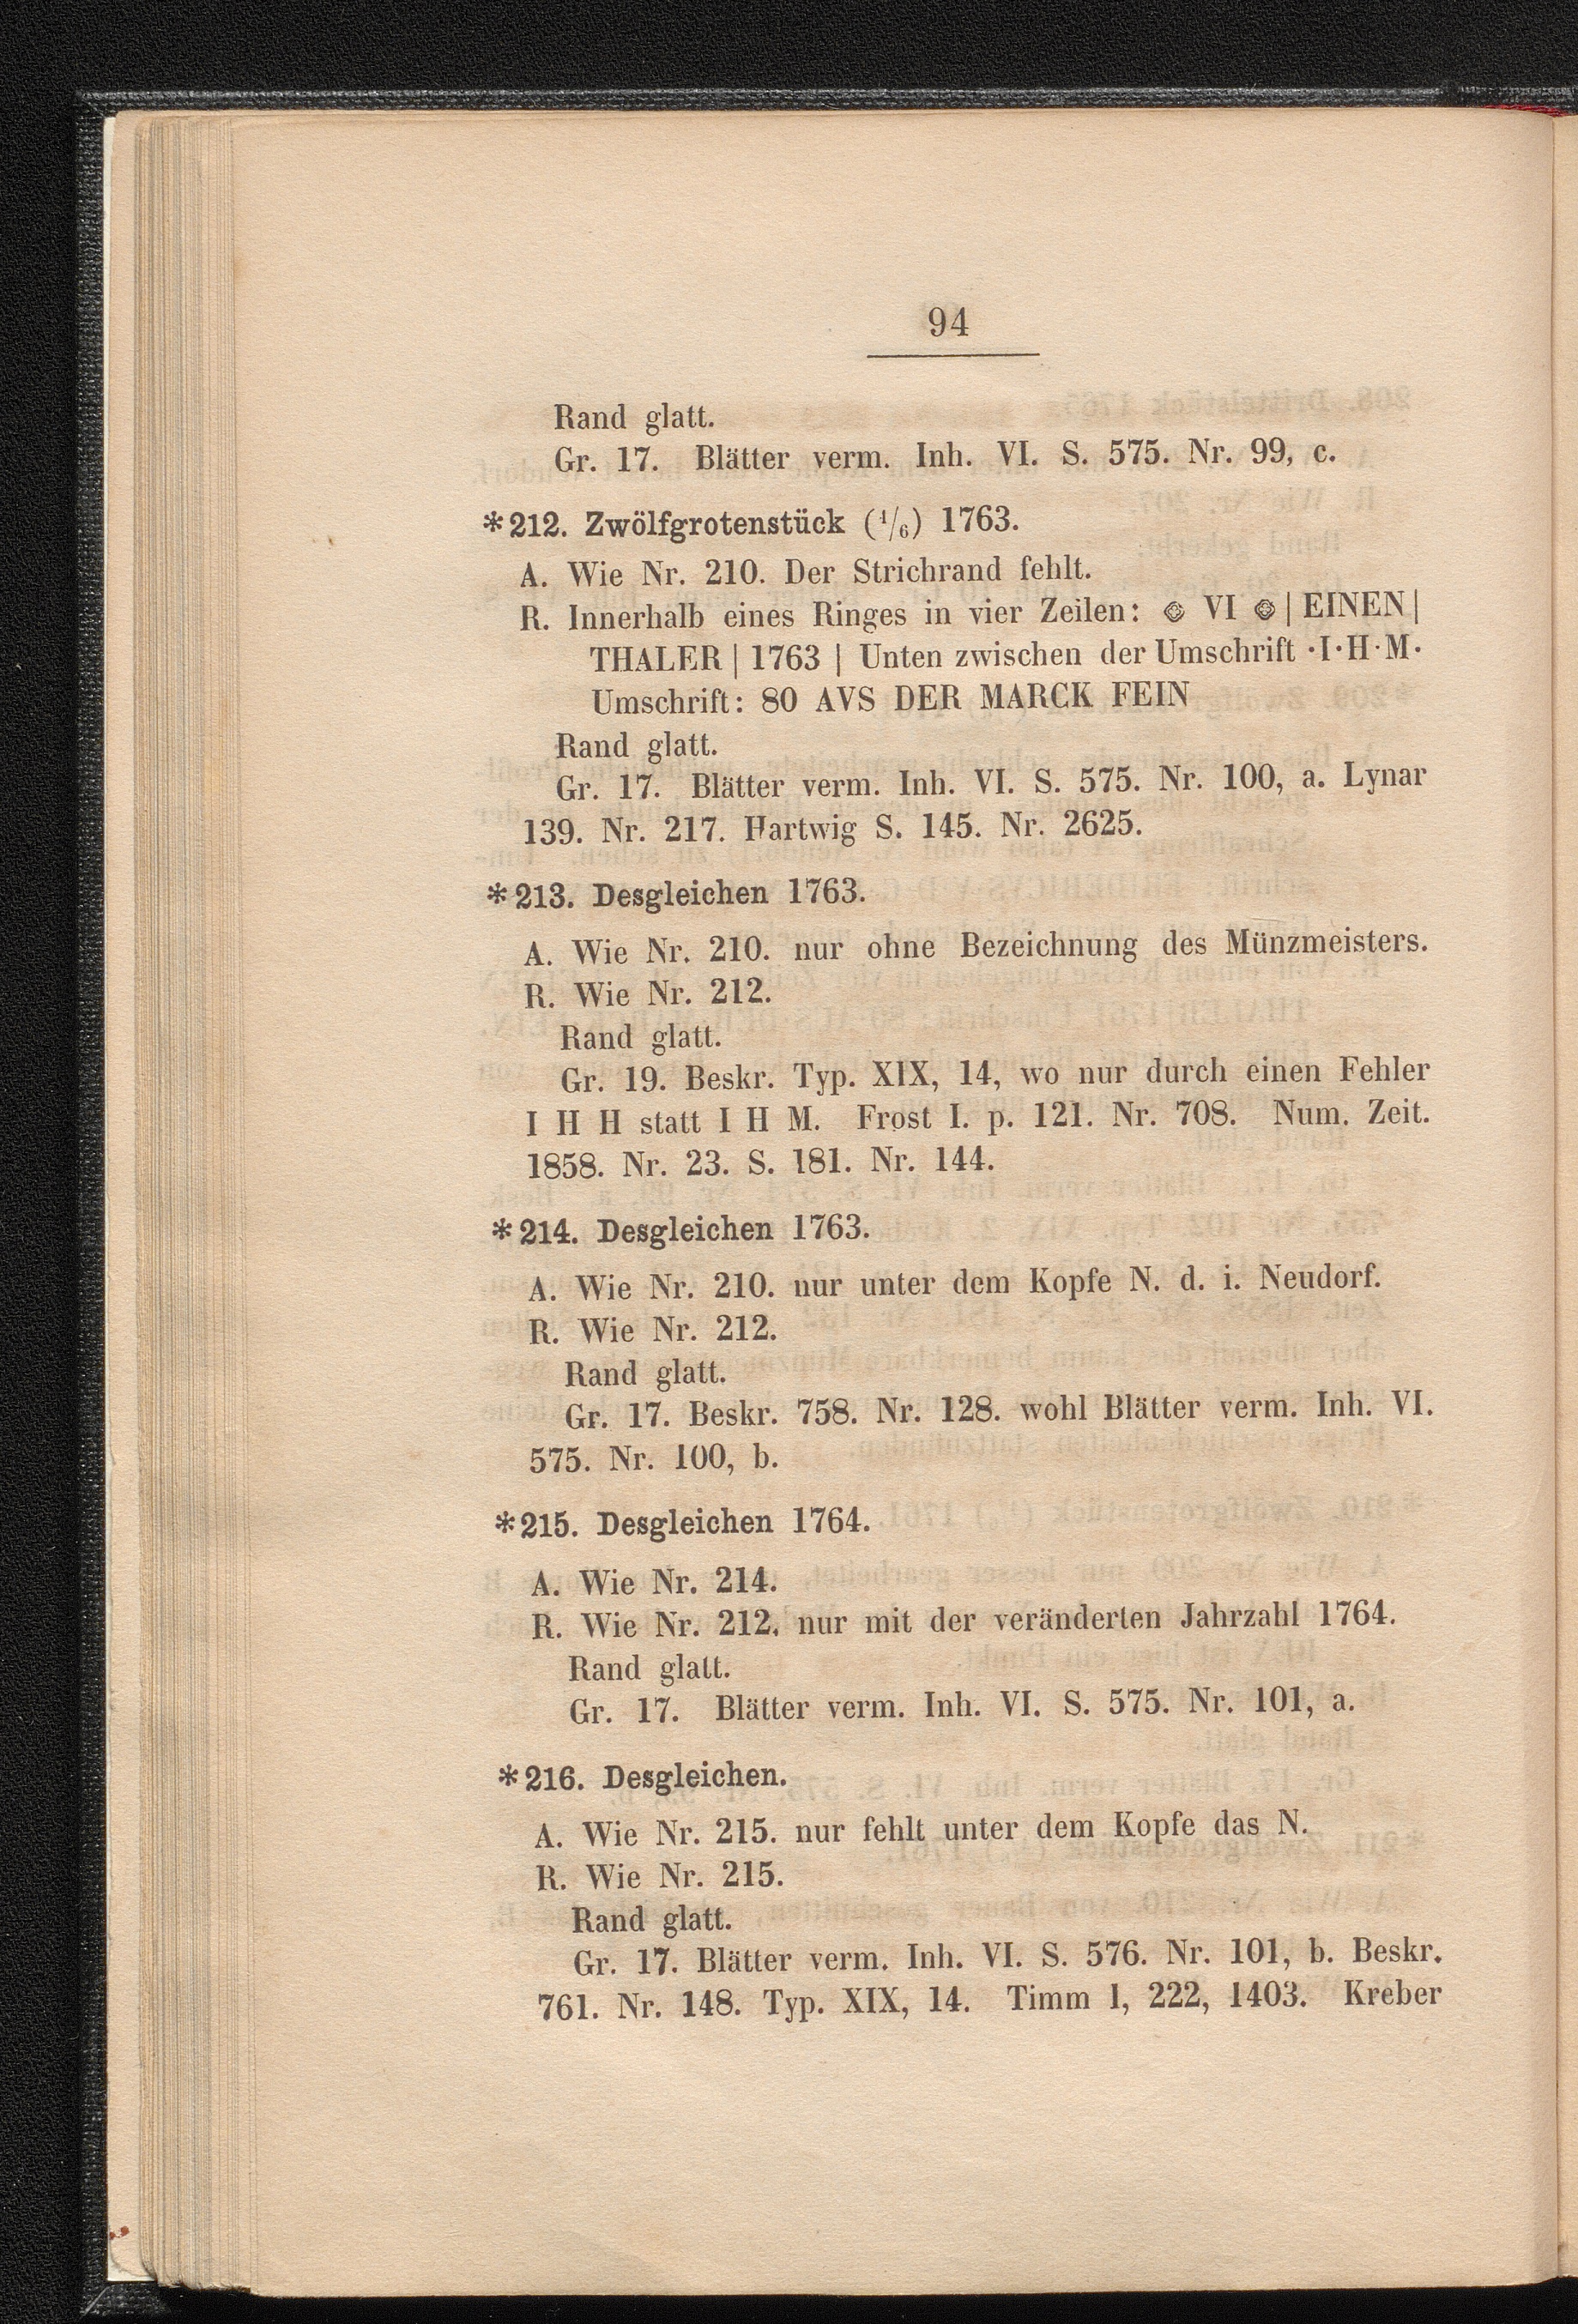 94
Rand glatt.
Gr. 17. Blätter verm. Inh. VI. S. 575. Nr. 99, c.
*212. Zwölfgrotenstück (1/6) 1763.
A. Wie Nr. 210. Der Strichrand fehlt.
R. Innerhalb eines Ringes in vier Zeilen: ❂ VI ❂ | EINEN |
THALER | 1763 | Unten zwischen der Umschrift ·I·H·M·
Umschrift: 80 AVS DER MARCK FEIN
Rand glatt.
Gr. 17. Blätter verm. Inh. VI. S. 575. Nr. 100, a. Lynar
139. Nr. 217. Hartwig S. 145. Nr. 2625.
*213. Desgleichen 1763.
A. Wie Nr. 210. nur ohne Bezeichnung des Münzmeisters.
R. Wie Nr. 212.
Rand glatt.
Gr. 19. Beskr. Typ. XIX, 14, wo nur durch einen Fehler
I H H statt I H M. Frost I. p. 121. Nr. 708. Num. Zeit.
1858. Nr. 23. S. 181. Nr. 144.
*214. Desgleichen 1763.
A. Wie Nr. 210. nur unter dem Kopfe N. d. i. Neudorf.
R. Wie Nr. 212.
Rand glatt.
Gr. 17. Beskr. 758. Nr. 128. wohl Blätter verm. Inh. VI.
575. Nr. 100, b.
*215. Desgleichen 1764.
A. Wie Nr. 214.
R. Wie Nr. 212. nur mit der veränderten Jahrzahl 1764.
Rand glatt.
Gr. 17. Blätter verm. Inh. VI. S. 575. Nr. 101, a.
*216. Desgleichen.
A. Wie Nr. 215. nur fehlt unter dem Kopfe das N.
R. Wie Nr. 215.
Rand glatt.
Gr. 17. Blätter verm. Inh. VI. S. 576. Nr. 101, b. Beskr.
761. Nr. 148. Typ. XIX, 14. Timm I, 222, 1403. Kreber